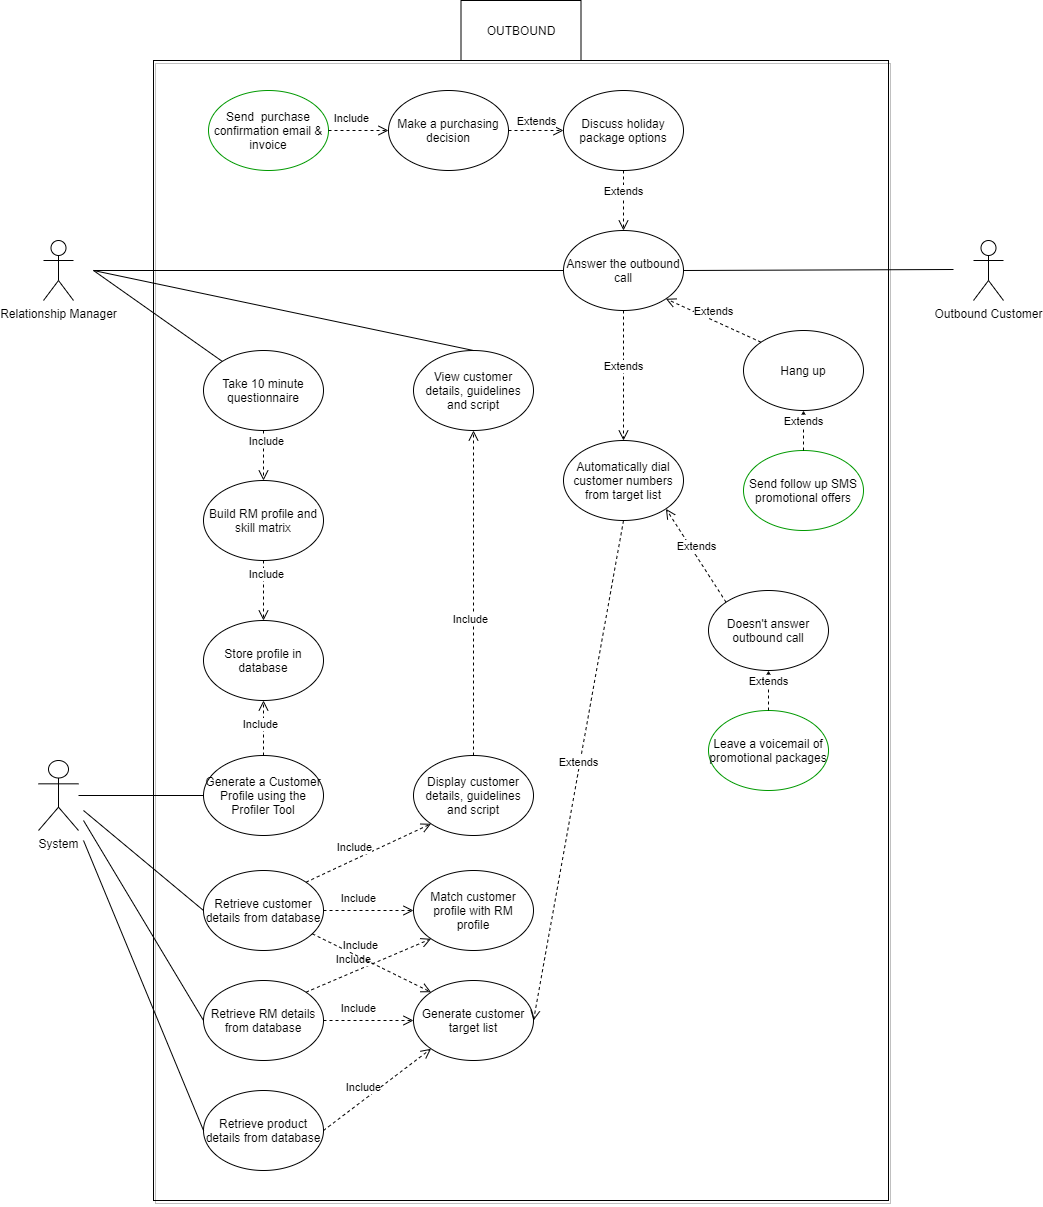 OUTBOUND
Send purchase
confirmation email &
invoice
Include
Make a purchasing
decision
Extends
Discuss holiday
package options
Extends
Relationship Manager
Answer the outbound
call
Outbound Customer
Extends
Hang up
Extends
Send follow up SMS
promotional offers
Take 10 minute
questionnaire
View customer
details, guidelines
and script
Extends
Include
Automatically dial
customer numbers
from target list
Build RM profile and
skill matrix
Extends
Include
Doesn't answer
outbound call
Include
Store profile in
database
Extends
Include
Leave a voicemail of
promotional packages
Extends
System
Generate a Customer
Profile using the
Profiler Tool
Display customer
details, guidelines
and script
Include
Retrieve customer
details from database
Include
Match customer
profile with RM
profile
Include
Include
Retrieve RM details
from database
Include
Generate customer
target list
Include
Retrieve product
details from database